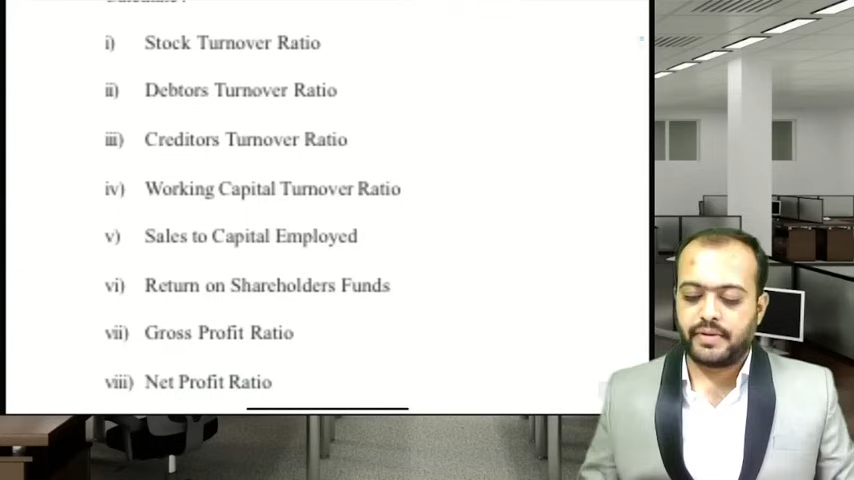 i) Stock Turnover Ratio
ii) Debtors Turnover Ratio
iii) Creditors Turnover Ratio
iv) Working Capital Turnover Ratio
v) Sales to Capital Employed
vi) Return on Shareholders Funds
vii) Gross Profit Ratio
viii) Net Profit Ratio